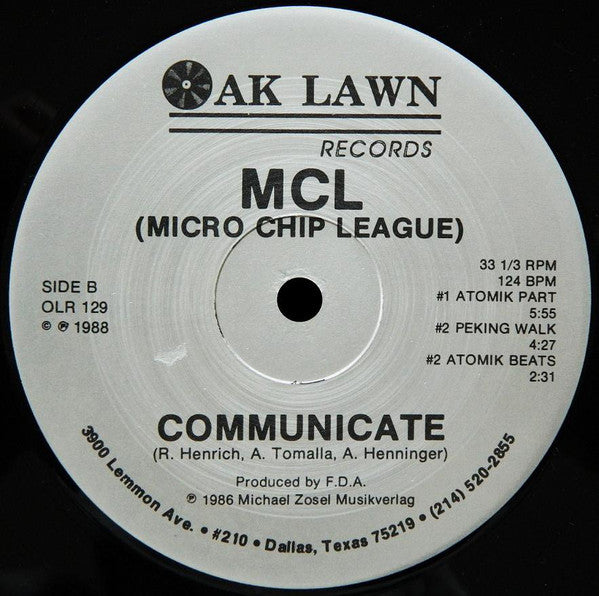 OAK LAWN
RECORDS
MCL
(MICRO CHIP LEAGUE)
SIDE B
OLR 129
© ℗ 1988
33 1/3 RPM
124 BPM
#1 ATOMIK PART
5:55
#2 PEKING WALK
4:27
#2 ATOMIK BEATS
2:31
COMMUNICATE
(R. Henrich, A. Tomalla, A. Henninger)
Produced by F.D.A.
℗ 1986 Michael Zosel Musikverlag
3900 Lemmon Ave. • #210 • Dallas, Texas 75219 • (214) 520-2855